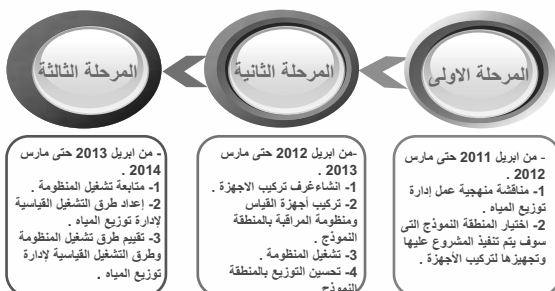 المرحلة الاولى
المرحلة الثانية
المرحلة الثالثة
- من ابريل 2011 حتى مارس
2012 .
1- مناقشة منهجية عمل إدارة
توزيع المياه .
2- اختيار المنطقة النموذج التى
سوف يتم تنفيذ المشروع عليها
وتجهيزها لتركيب الأجهزة .
-من ابريل 2012 حتى مارس
2013 .
1- انشاءغرف تركيب الاجهزة .
2- تركيب أجهزة القياس
ومنظومة المراقبة بالمنطقة
النموذج .
3- تشغيل المنظومة .
4- تحسين التوزيع بالمنطقة
النموذج
- من ابريل 2013 حتى مارس
2014 .
1- متابعة تشغيل المنظومة .
2- إعداد طرق التشغيل القياسية
لإدارة توزيع المياه .
3- تقييم طرق تشغيل المنظومة
وطرق التشغيل القياسية لإدارة
توزيع المياه .